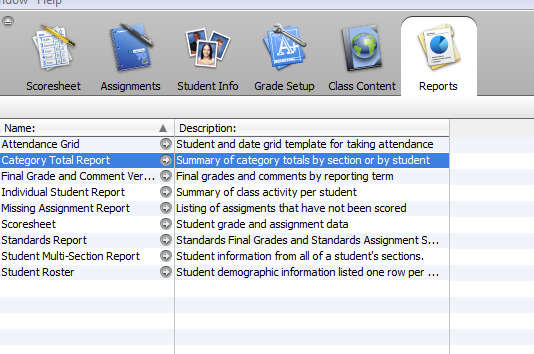 Window Help
Scoresheet Assignments Student Info Grade Setup Class Content Reports
Name: Description:
Attendance Grid Student and date grid template for taking attendance
Category Total Report Summary of category totals by section or by student
Final Grade and Comment Ver... Final grades and comments by reporting term
Individual Student Report Summary of class activity per student
Missing Assignment Report Listing of assigments that have not been scored
Scoresheet Student grade and assignment data
Standards Report Standards Final Grades and Standards Assignment S...
Student Multi-Section Report Student information from all of a student's sections.
Student Roster Student demographic information listed one row per ...